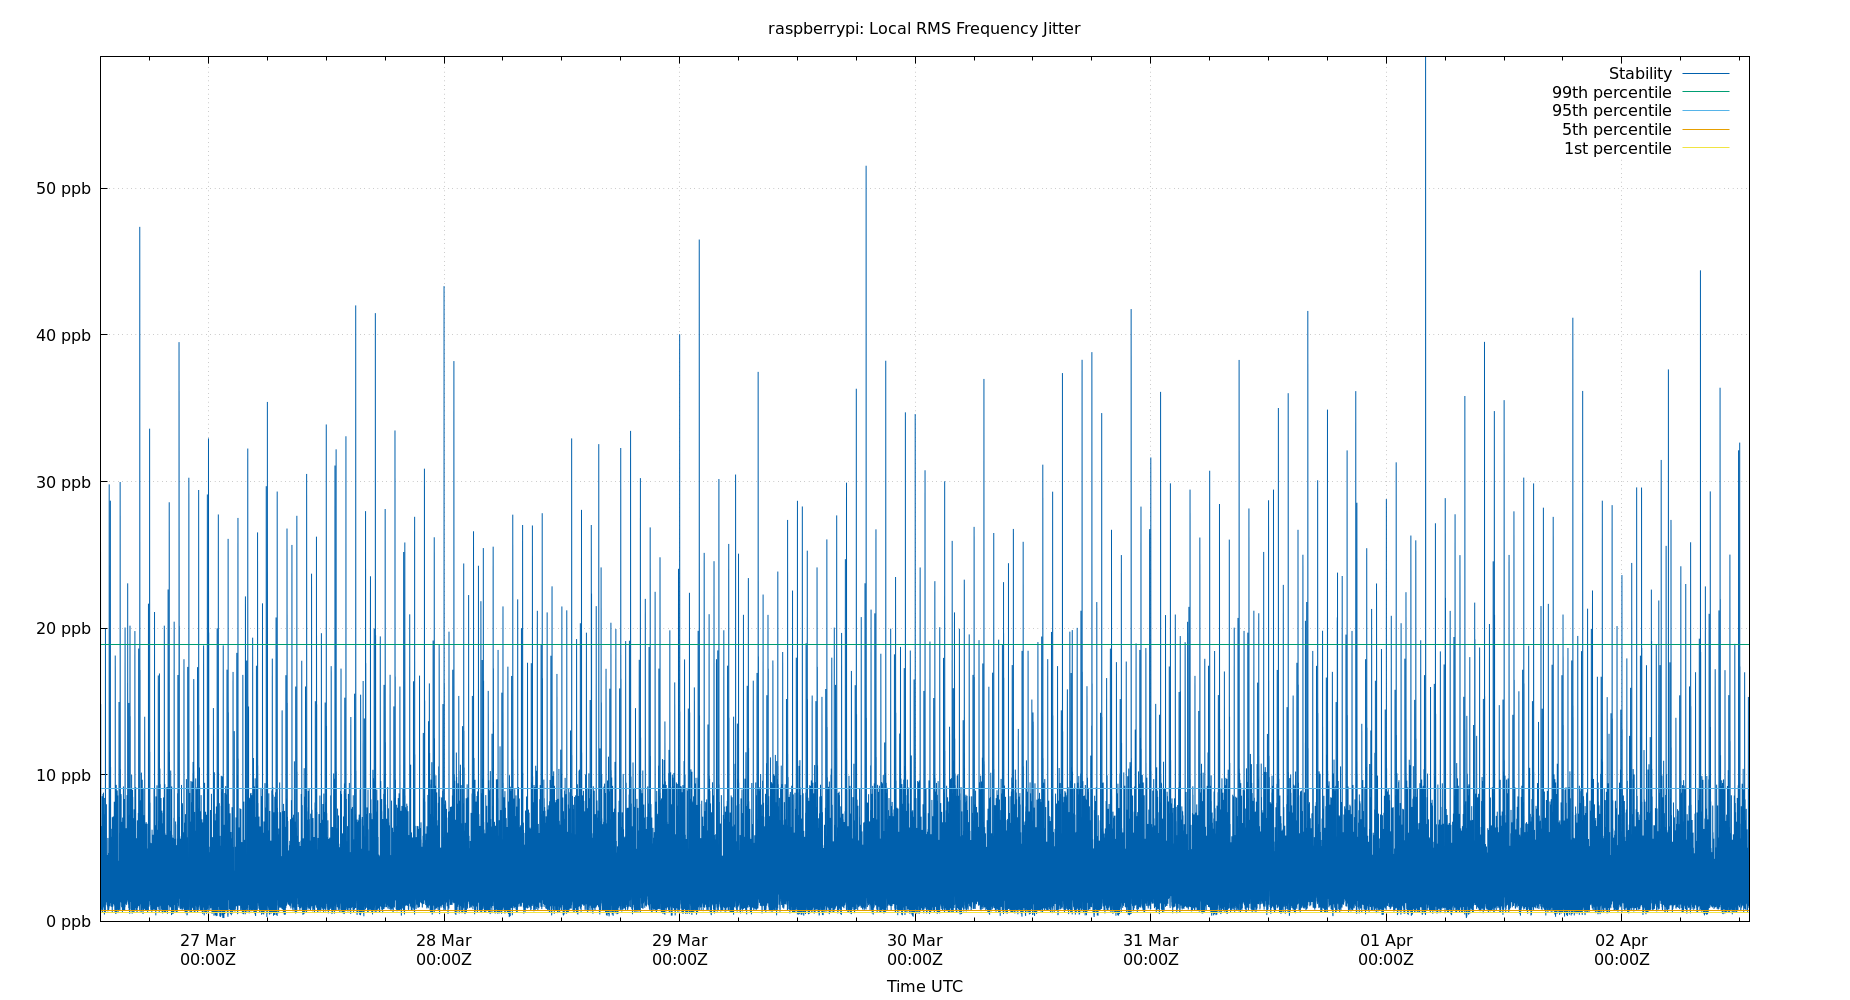 raspberrypi: Local RMS Frequency Jitter
Stability
99th percentile
95th percentile
5th percentile
1st percentile
50 ppb
40 ppb
30 ppb
20 ppb
10 ppb
0 ppb
27 Mar 28 Mar 29 Mar 30 Mar 31 Mar 01 Apr 02 Apr
00:00Z 00:00Z 00:00Z 00:00Z 00:00Z 00:00Z 00:00Z
Time UTC